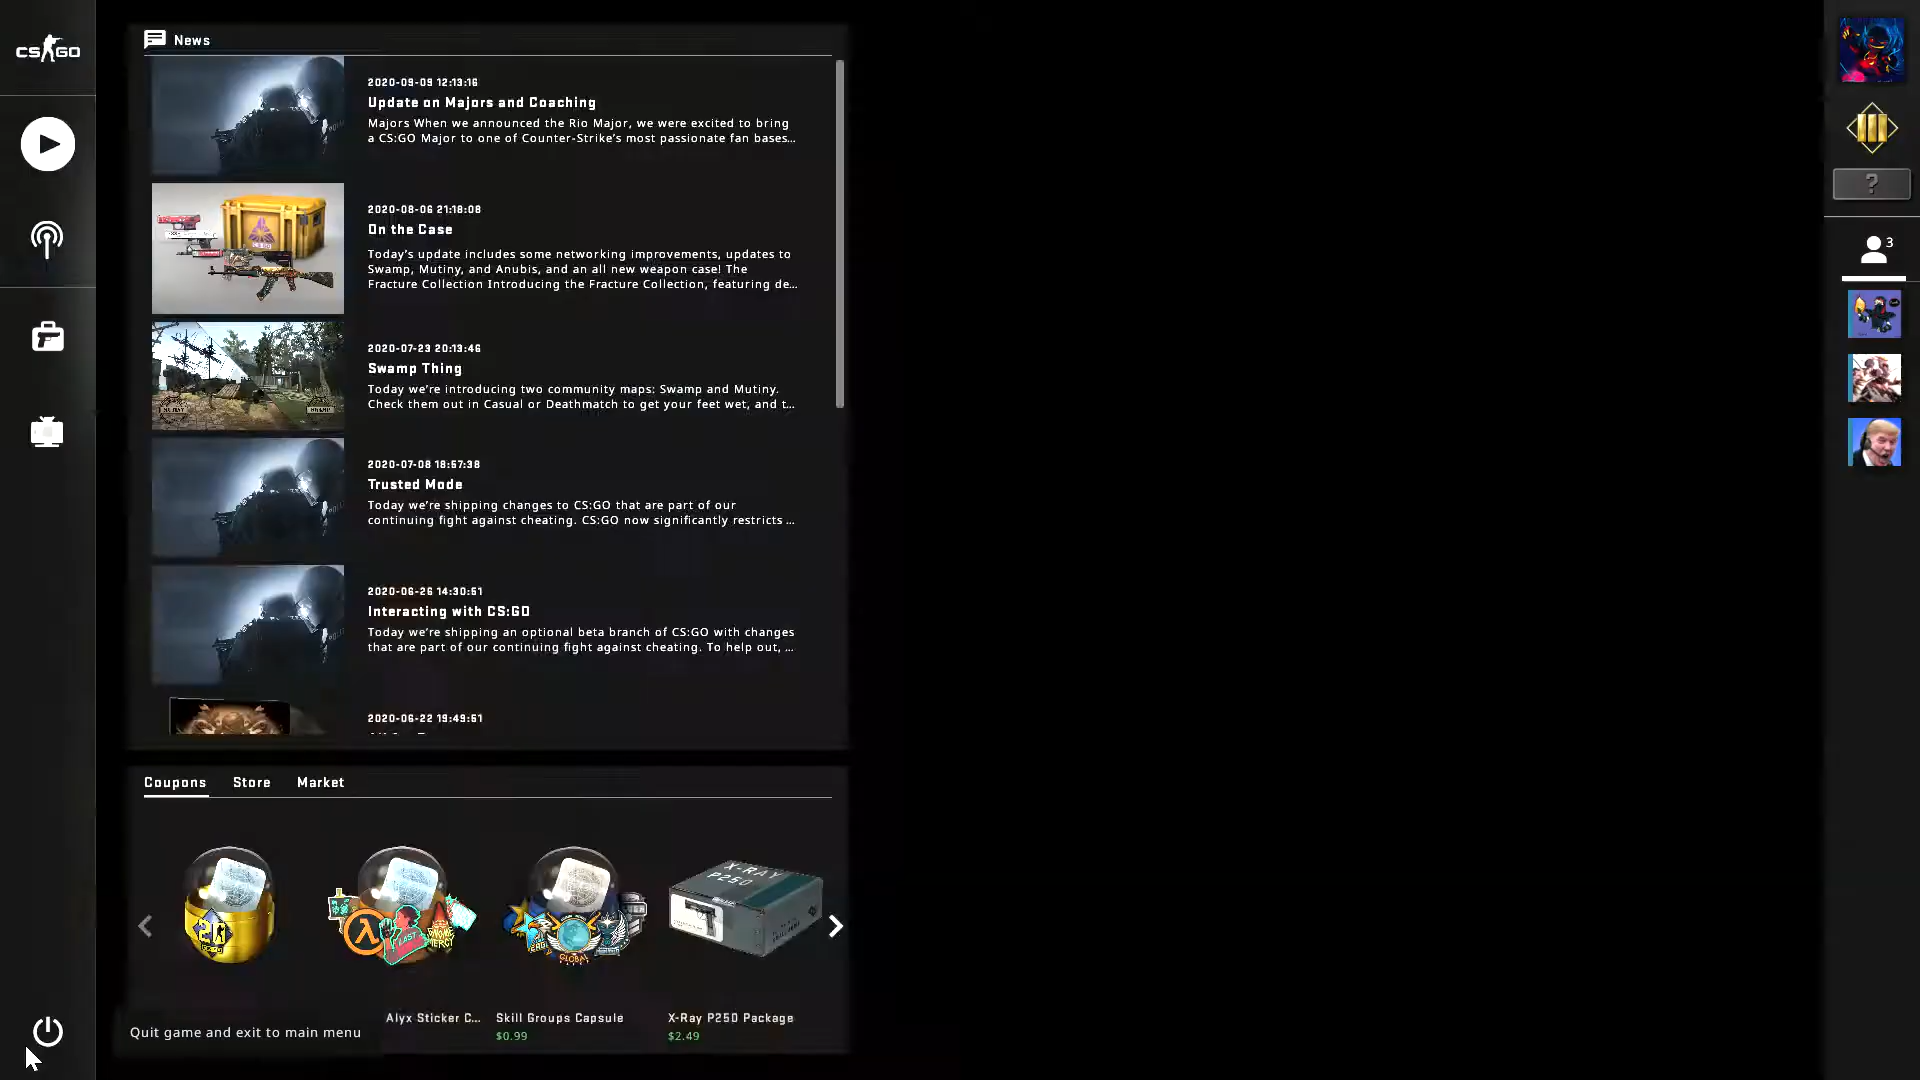 CS GO
News
2020-09-09 12:13:16
Update on Majors and Coaching
Majors When we announced the Rio Major, we were excited to bring
a CS:GO Major to one of Counter-Strike's most passionate fan bases...
2020-08-06 21:18:08
On the Case
Today's update includes some networking improvements, updates to
Swamp, Mutiny, and Anubis, and an all new weapon case! The
Fracture Collection Introducing the Fracture Collection, featuring de...
2020-07-23 20:13:46
Swamp Thing
Today we're introducing two community maps: Swamp and Mutiny.
Check them out in Casual or Deathmatch to get your feet wet, and t...
2020-07-08 18:57:38
Trusted Mode
Today we're shipping changes to CS:GO that are part of our
continuing fight against cheating. CS:GO now significantly restricts ...
2020-06-26 14:30:51
Interacting with CS:GO
Today we're shipping an optional beta branch of CS:GO with changes
that are part of our continuing fight against cheating. To help out, ...
2020-06-22 19:49:51
Coupons Store Market
X-RAY
P250
LAST
GLOBAL
Alyx Sticker C...
Skill Groups Capsule
$0.99
X-Ray P250 Package
$2.49
Quit game and exit to main menu
?
3